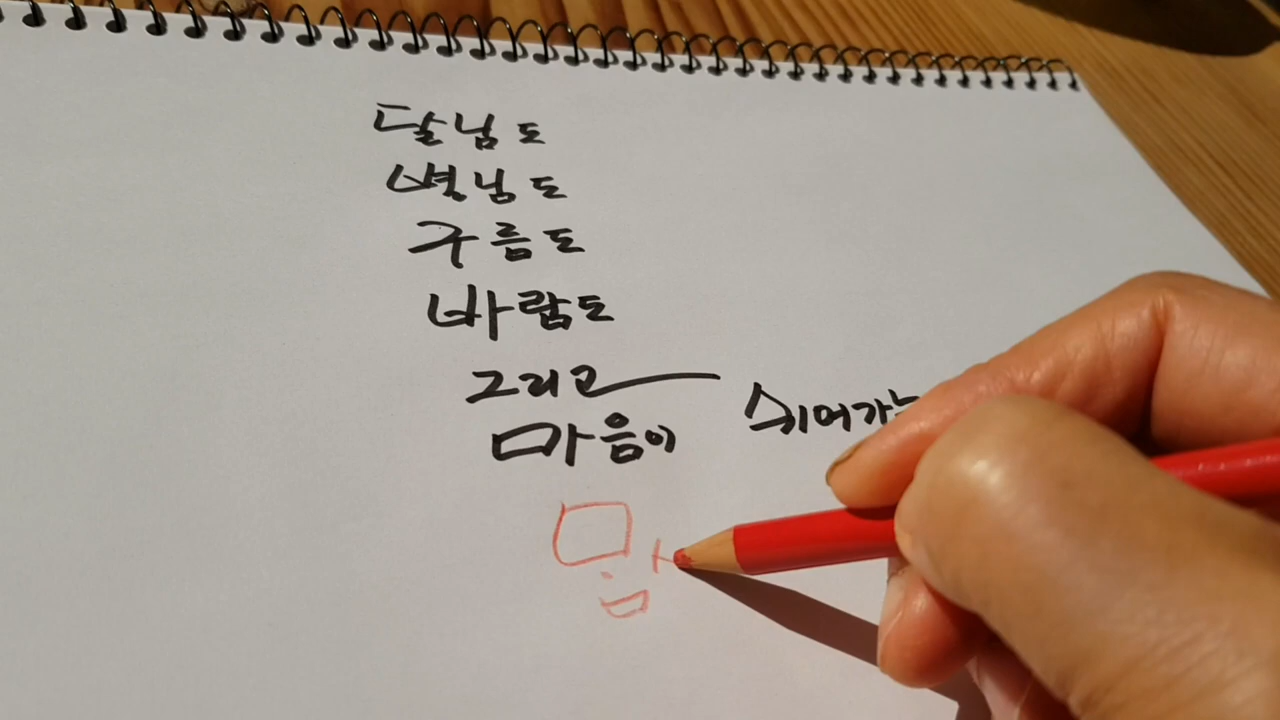 달님도
별님도
구름도
바람도
그리고
마음이 쉬어가는